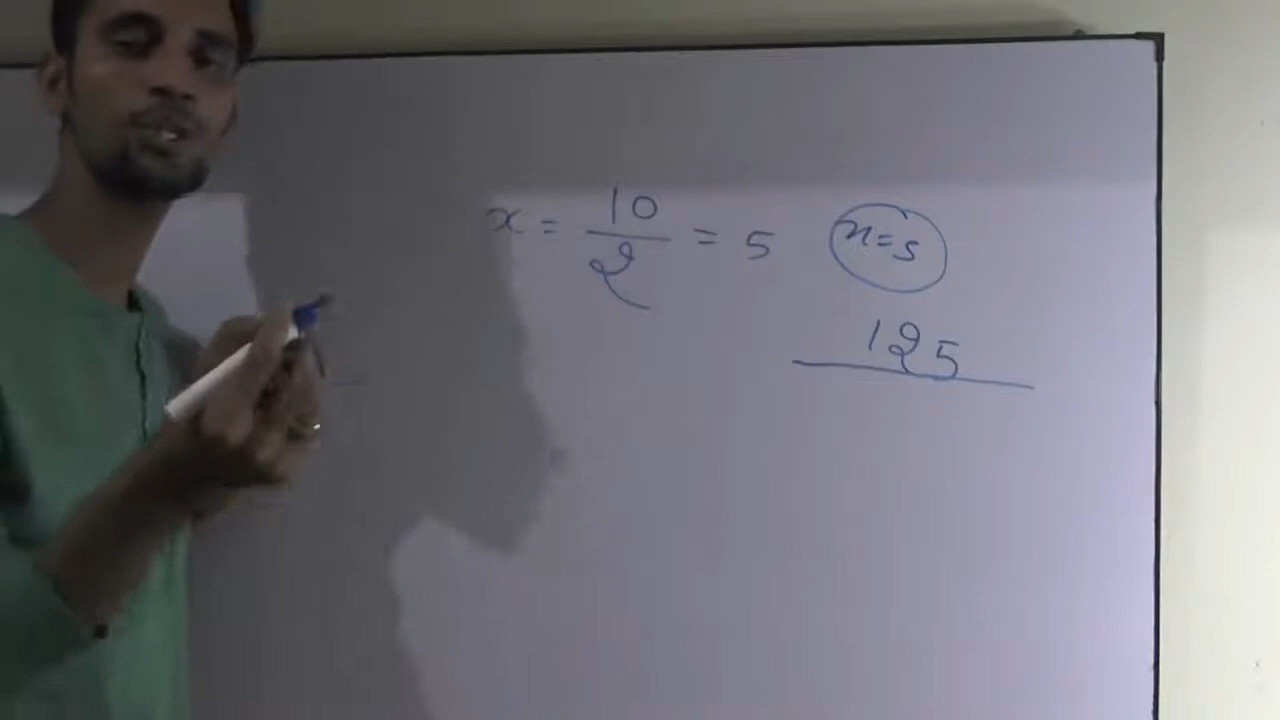 x = 10/2 = 5 x=5
125